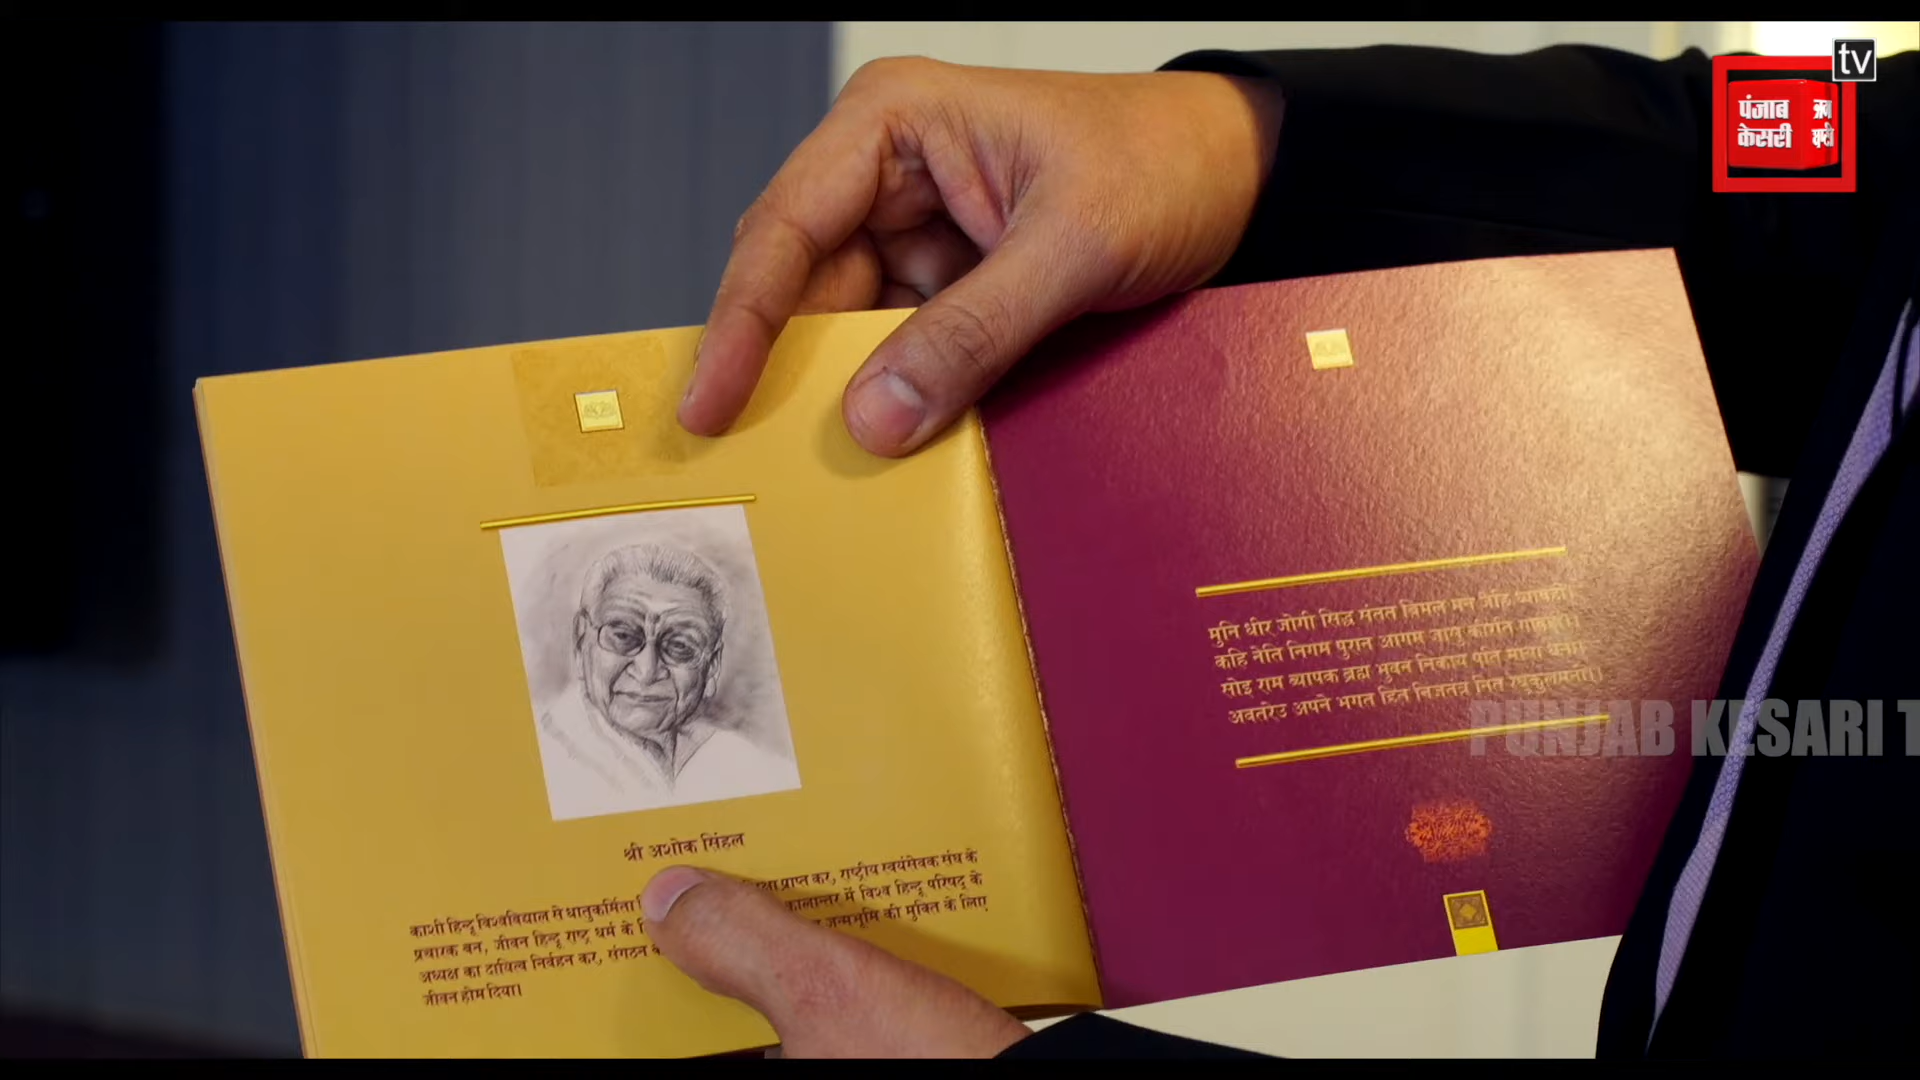 tv
पंजाब
केसरी
श्री अशोक सिंहल
काशी हिन्दू विश्वविद्याल से धातुकर्मिता प्राप्त कर, राष्ट्रीय स्वयंसेवक संघ के
प्रचारक बन, जीवन हिन्दू राष्ट्र धर्म के कालान्तर में विश्व हिन्दू परिषद् के
अध्यक्ष का दायित्व निर्वहन कर, संगठन जन्मभूमि की मुक्ति के लिए
जीवन होम दिया।
मुनि धीर जोगी सिद्ध संतत बिमल मन जेहि ध्यावहीं।
कहि नेति निगम पुरान आगम जासु कीरति गावहीं।।
सोइ राम ब्यापक ब्रह्म भुवन निकाय पति माया धनी।
अवतरेउ अपने भगत हित निजतंत्र नित रघुकुलमनी।।
PUNJAB KESARI T